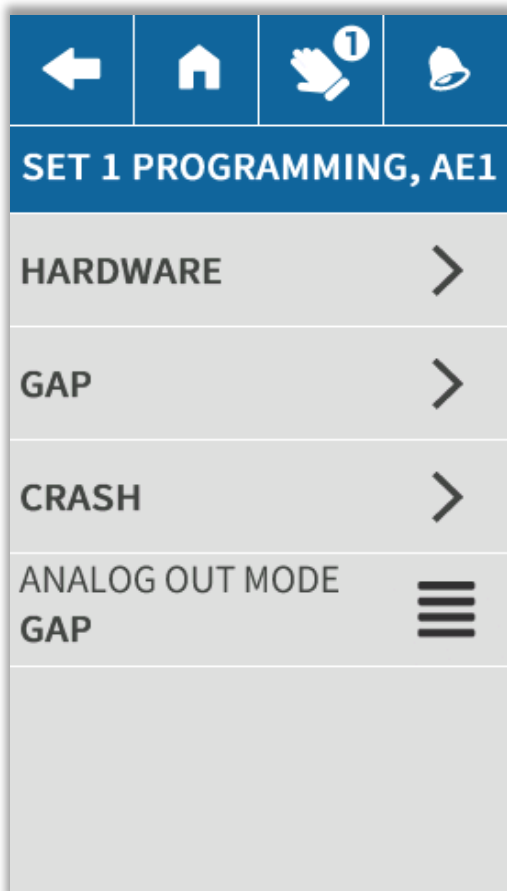 1
SET 1 PROGRAMMING, AE1
HARDWARE
GAP
CRASH
ANALOG OUT MODE
GAP